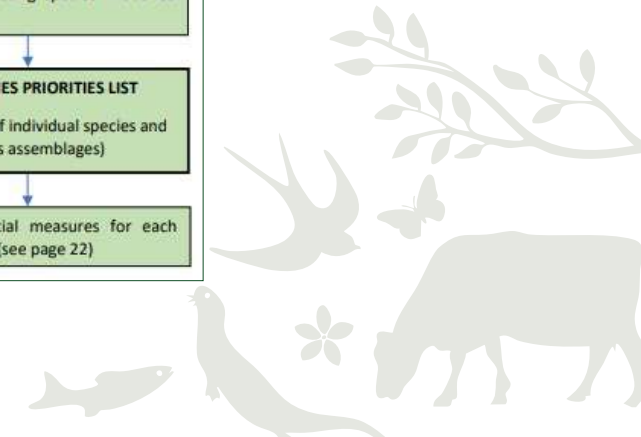 ES PRIORITIES LIST
f individual species and
s assemblages)
cial measures for each
(see page 22)